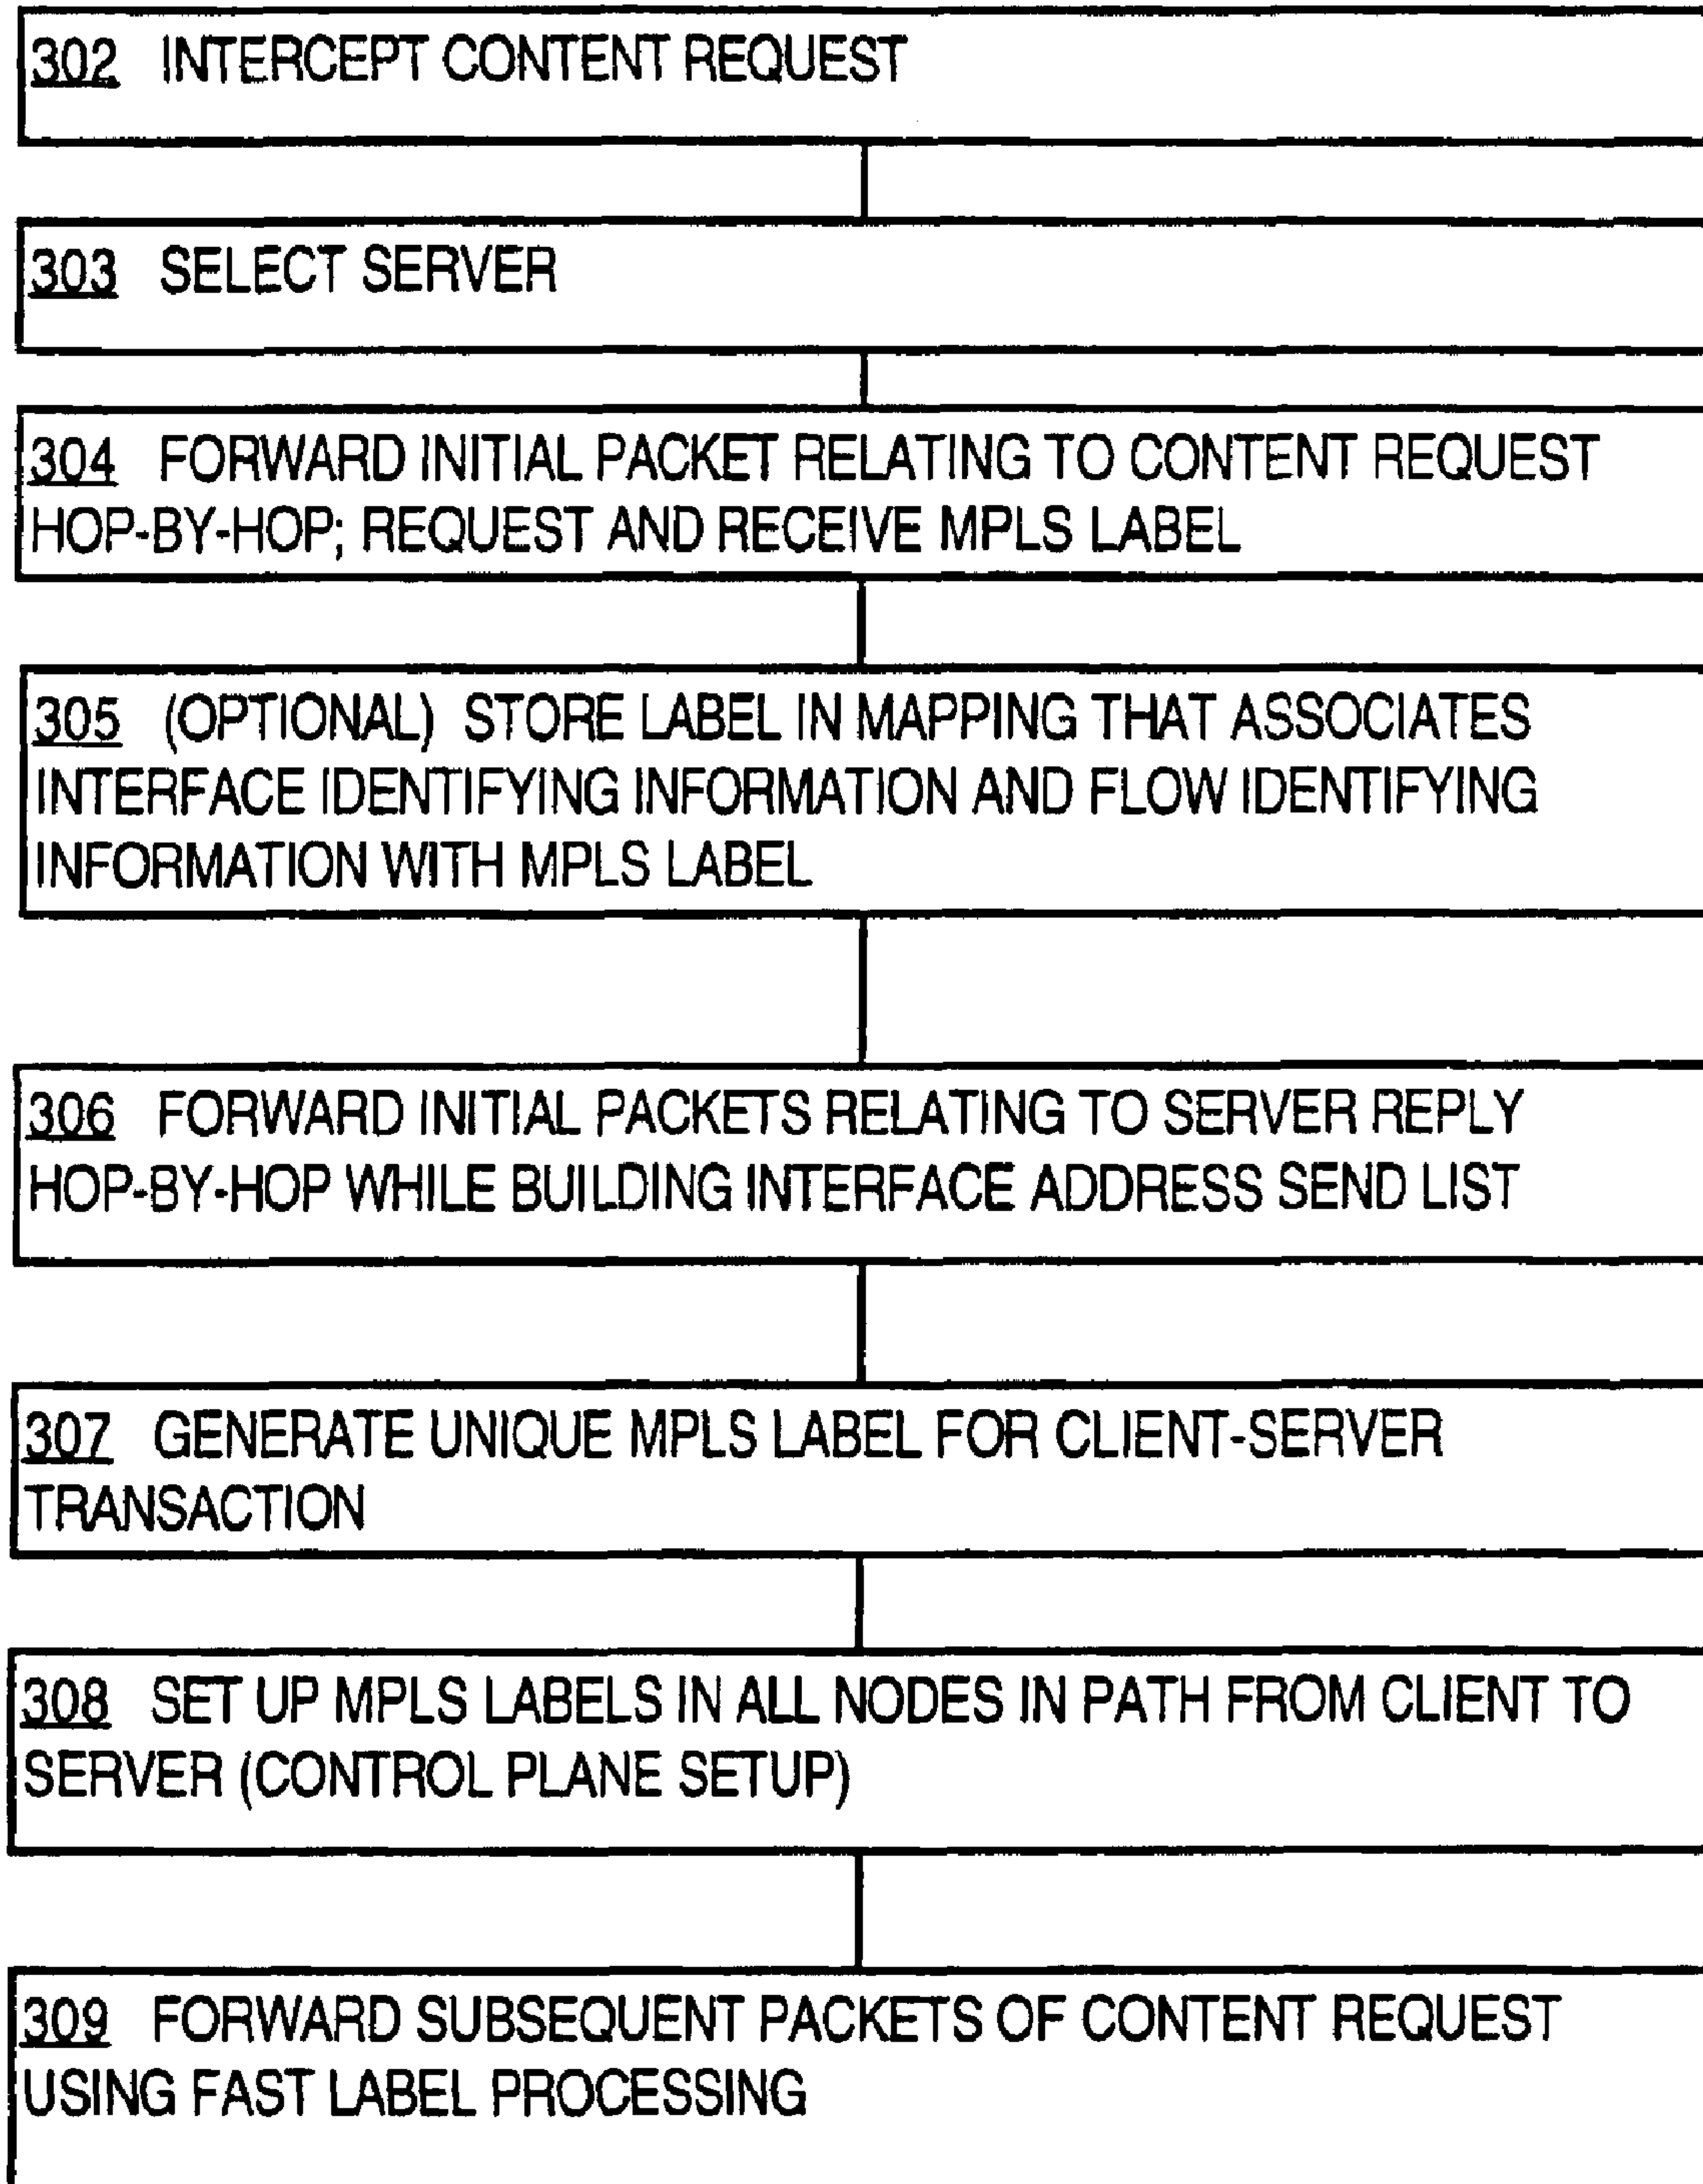 302 INTERCEPT CONTENT REQUEST
303 SELECT SERVER
304 FORWARD INITIAL PACKET RELATING TO CONTENT REQUEST
HOP-BY-HOP; REQUEST AND RECEIVE MPLS LABEL
305 (OPTIONAL) STORE LABEL IN MAPPING THAT ASSOCIATES
INTERFACE IDENTIFYING INFORMATION AND FLOW IDENTIFYING
INFORMATION WITH MPLS LABEL
306 FORWARD INITIAL PACKETS RELATING TO SERVER REPLY
HOP-BY-HOP WHILE BUILDING INTERFACE ADDRESS SEND LIST
307 GENERATE UNIQUE MPLS LABEL FOR CLIENT-SERVER
TRANSACTION
308 SET UP MPLS LABELS IN ALL NODES IN PATH FROM CLIENT TO
SERVER (CONTROL PLANE SETUP)
309 FORWARD SUBSEQUENT PACKETS OF CONTENT REQUEST
USING FAST LABEL PROCESSING